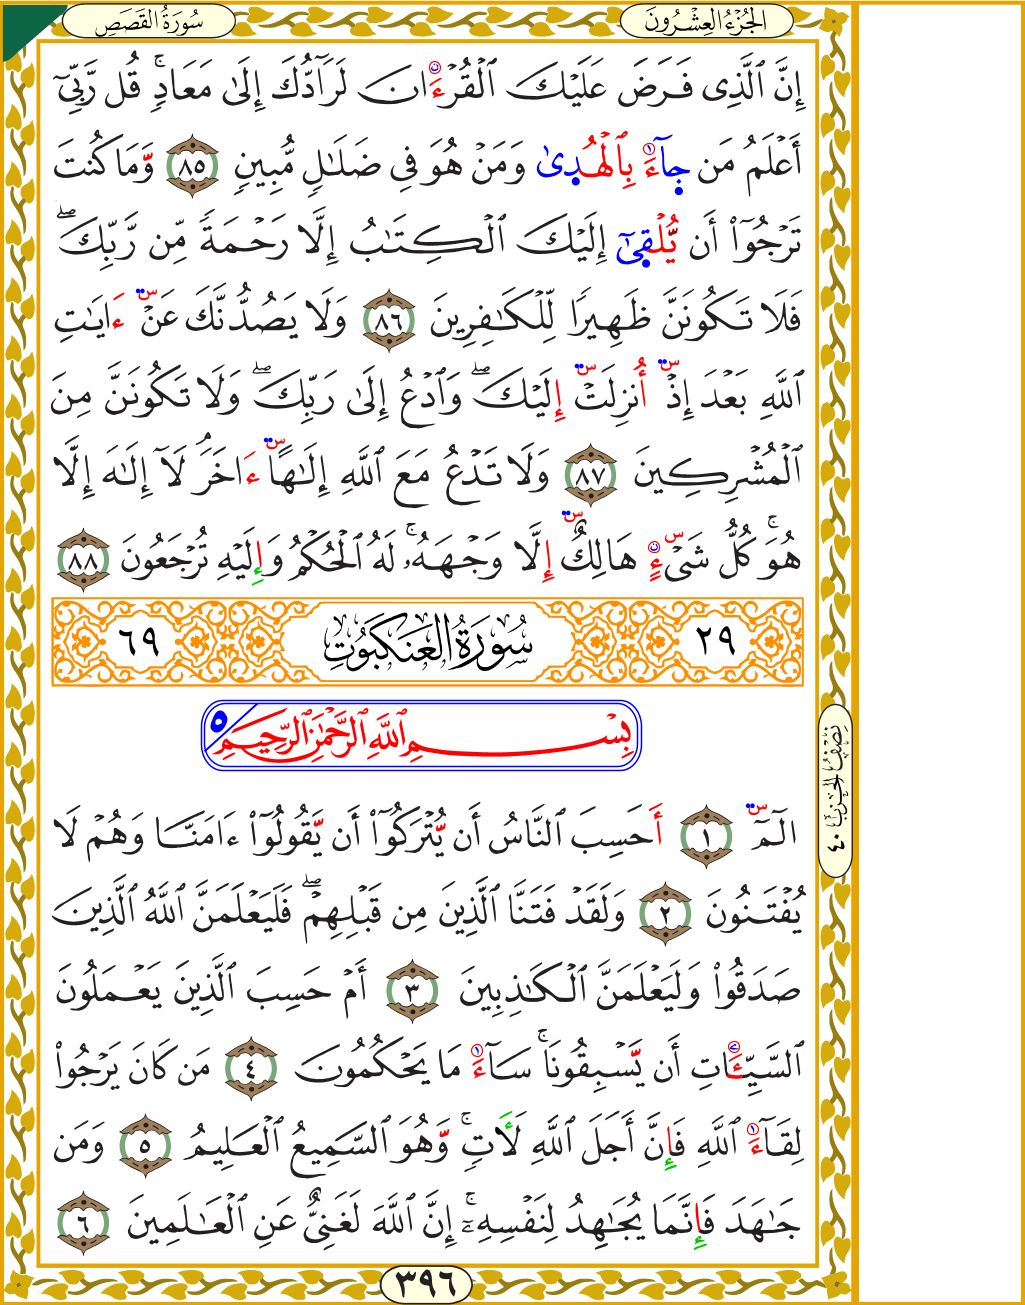 سُورَةُ القَصَصِ
الجُزْءُ العِشْرُونَ
إِنَّ ٱلَّذِى فَرَضَ عَلَيْكَ ٱلْقُرْءَانَ لَرَآدُّكَ إِلَىٰ مَعَادٍۢ ۚ قُل رَّبِّىٓ
أَعْلَمُ مَن جَآءَ بِٱلْهُدَىٰ وَمَنْ هُوَ فِى ضَلَـٰلٍۢ مُّبِينٍۢ ٨٥ وَمَا كُنتَ
تَرْجُوٓا۟ أَن يُلْقَىٰٓ إِلَيْكَ ٱلْكِتَـٰبُ إِلَّا رَحْمَةًۭ مِّن رَّبِّكَ ۖ
فَلَا تَكُونَنَّ ظَهِيرًۭا لِّلْكَـٰفِرِينَ ٨٦ وَلَا يَصُدُّنَّكَ عَنْ ءَايَـٰتِ
ٱللَّهِ بَعْدَ إِذْ أُنزِلَتْ إِلَيْكَ ۖ وَٱدْعُ إِلَىٰ رَبِّكَ ۖ وَلَا تَكُونَنَّ مِنَ
ٱلْمُشْرِكِينَ ٨٧ وَلَا تَدْعُ مَعَ ٱللَّهِ إِلَـٰهًا ءَاخَرَ ۘ لَآ إِلَـٰهَ إِلَّا
هُوَ ۚ كُلُّ شَىْءٍ هَالِكٌ إِلَّا وَجْهَهُۥ ۚ لَهُ ٱلْحُكْمُ وَإِلَيْهِ تُرْجَعُونَ ٨٨
٢٩ سُورَةُ العَنكَبُوتِ ٦٩
بِسْمِ ٱللَّهِ ٱلرَّحْمَـٰنِ ٱلرَّحِيمِ ٥
الٓمٓ ١ أَحَسِبَ ٱلنَّاسُ أَن يُتْرَكُوٓا۟ أَن يَقُولُوٓا۟ ءَامَنَّا وَهُمْ لَا
يُفْتَنُونَ ٢ وَلَقَدْ فَتَنَّا ٱلَّذِينَ مِن قَبْلِهِمْ ۖ فَلَيَعْلَمَنَّ ٱللَّهُ ٱلَّذِينَ
صَدَقُوا۟ وَلَيَعْلَمَنَّ ٱلْكَـٰذِبِينَ ٣ أَمْ حَسِبَ ٱلَّذِينَ يَعْمَلُونَ
ٱلسَّيِّـَٔاتِ أَن يَسْبِقُونَا ۚ سَآءَ مَا يَحْكُمُونَ ٤ مَن كَانَ يَرْجُوا۟
لِقَآءَ ٱللَّهِ فَإِنَّ أَجَلَ ٱللَّهِ لَـَٔاتٍۢ ۚ وَهُوَ ٱلسَّمِيعُ ٱلْعَلِيمُ ٥ وَمَن
جَـٰهَدَ فَإِنَّمَا يُجَـٰهِدُ لِنَفْسِهِۦٓ ۚ إِنَّ ٱللَّهَ لَغَنِىٌّ عَنِ ٱلْعَـٰلَمِينَ ٦
نِصْفُ الحِزْبِ ٤٠
٣٩٦